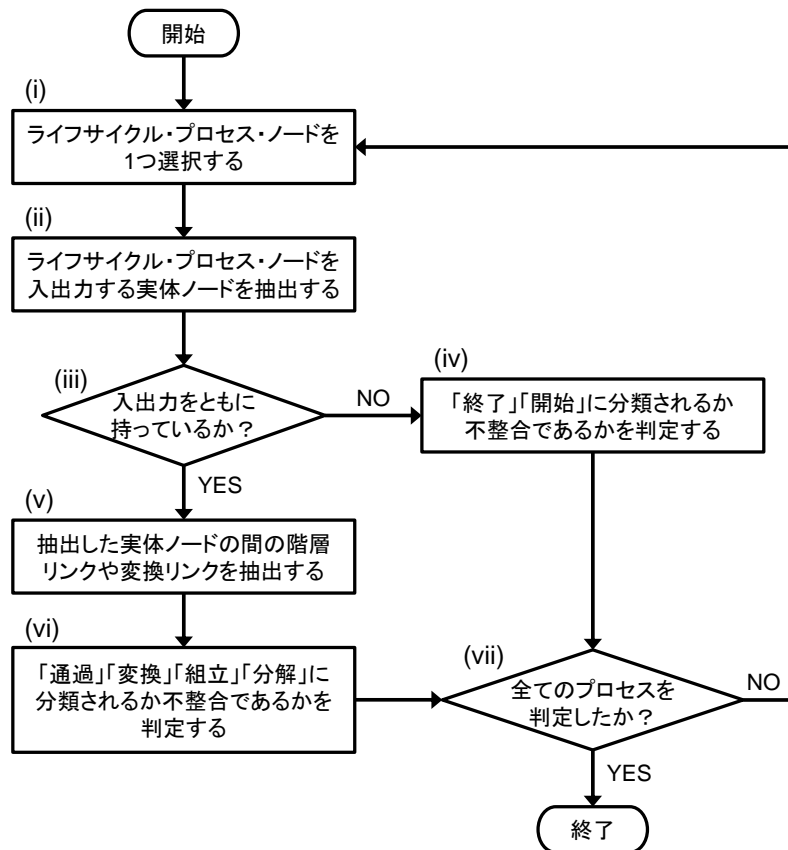 開始
(i)
ライフサイクル・プロセス・ノードを
1つ選択する
(ii)
ライフサイクル・プロセス・ノードを
入出力する実体ノードを抽出する
(iii)
入出力をともに
持っているか？
NO
YES
(iv)
「終了」「開始」に分類されるか
不整合であるかを判定する
(v)
抽出した実体ノードの間の階層
リンクや変換リンクを抽出する
(vi)
「通過」「変換」「組立」「分解」に
分類されるか不整合であるかを
判定する
(vii)
全てのプロセスを
判定したか？
NO
YES
終了